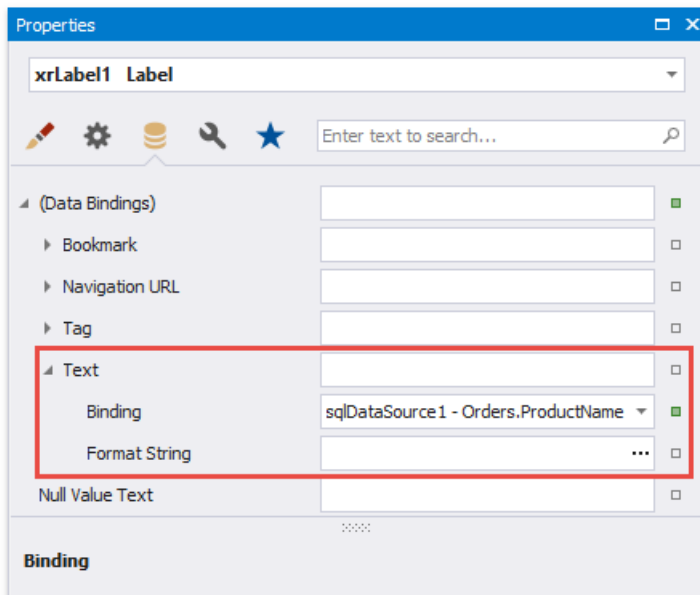 Properties
xrLabel1 Label
Enter text to search...
(Data Bindings)
Bookmark
Navigation URL
Tag
Text
Binding sqlDataSource1 - Orders.ProductName
Format String ...
Null Value Text
Binding